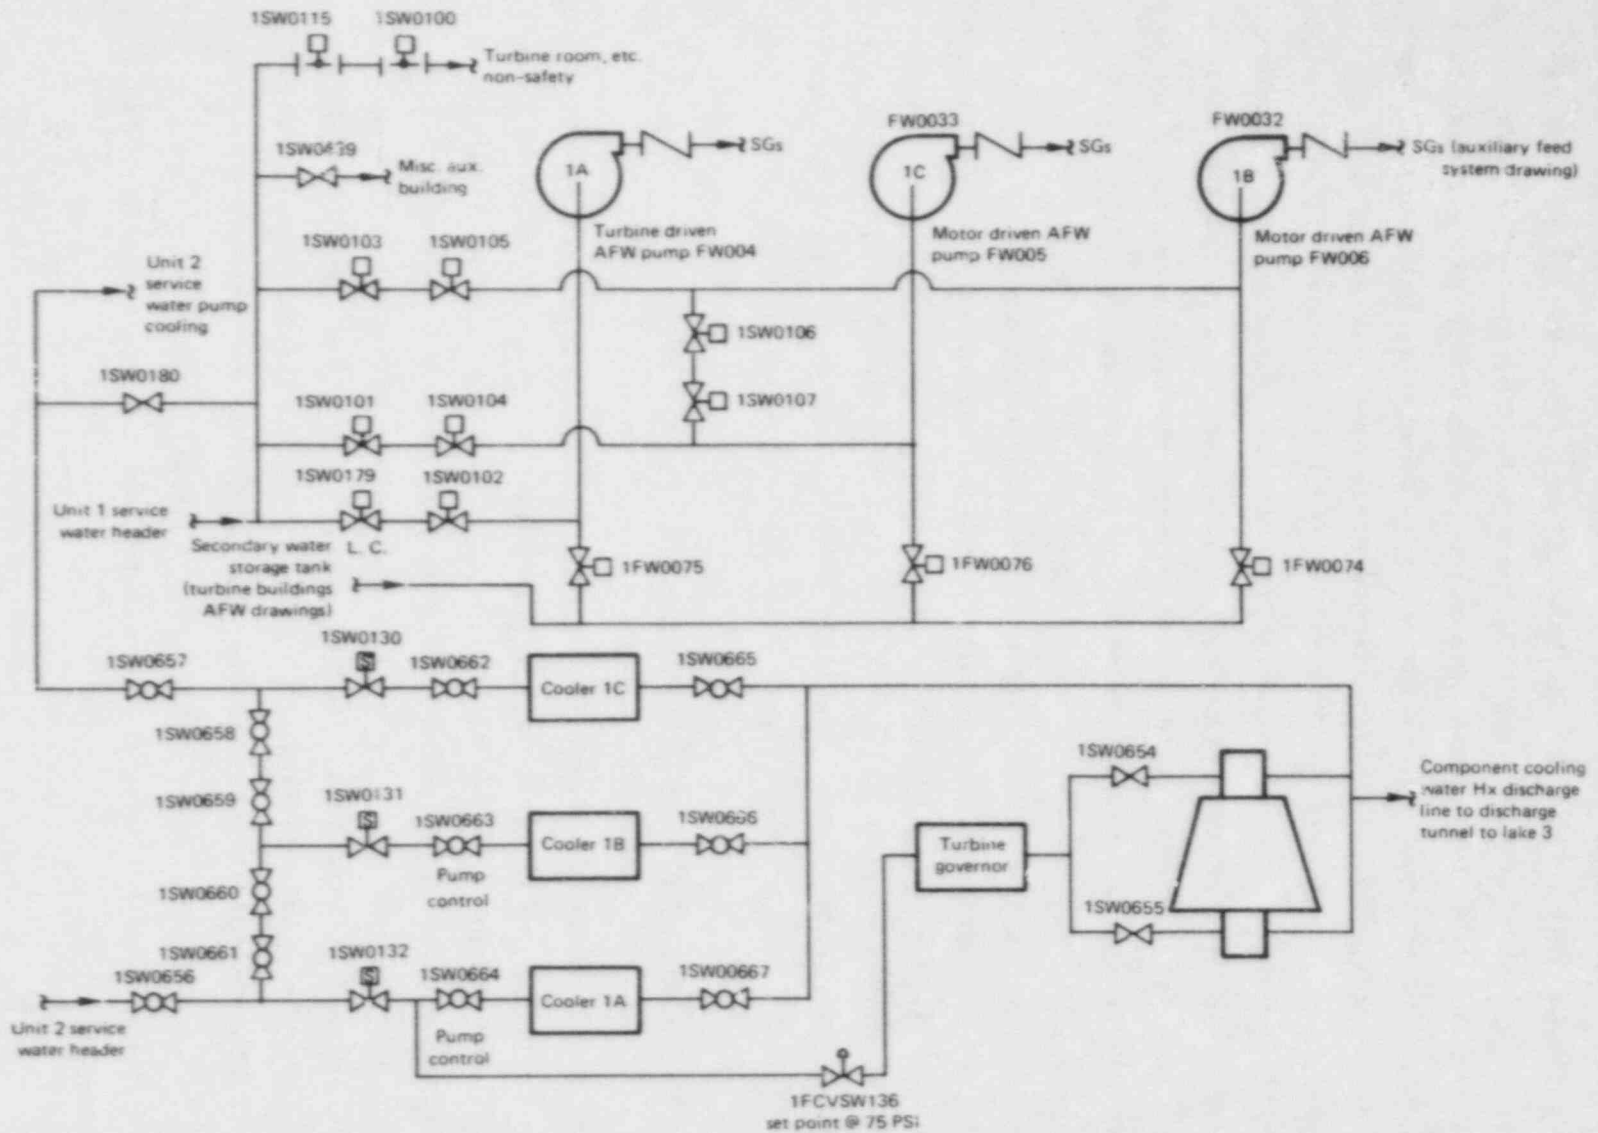 1SW0115
1SW0100
Turbine room, etc.
non-safety
1SW0639
Misc. aux.
building
FW0033
FW0032
1A
1C
1B
SGs
SGs
SGs (auxiliary feed
system drawing)
Turbine driven
AFW pump FW004
Motor driven AFW
pump FW005
Motor driven AFW
pump FW006
1SW0103
1SW0105
Unit 2
service
water pump
cooling
1SW0106
1SW0107
1SW0180
1SW0101
1SW0104
1SW0179
1SW0102
Unit 1 service
water header
L. C.
Secondary water
storage tank
(turbine buildings
AFW drawings)
1FW0075
1FW0076
1FW0074
1SW0130
1SW0657
1SW0662
Cooler 1C
1SW0665
1SW0658
1SW0659
1SW0131
S
1SW0663
Cooler 1B
1SW0666
Pump
control
1SW0660
1SW0661
1SW0656
1SW0132
S
1SW0664
Cooler 1A
1SW00667
Pump
control
Unit 2 service
water header
S
1SW0654
1SW0655
Turbine
governor
Component cooling
water Hx discharge
line to discharge
tunnel to lake 3
1FCVSW136
set point @ 75 PSI